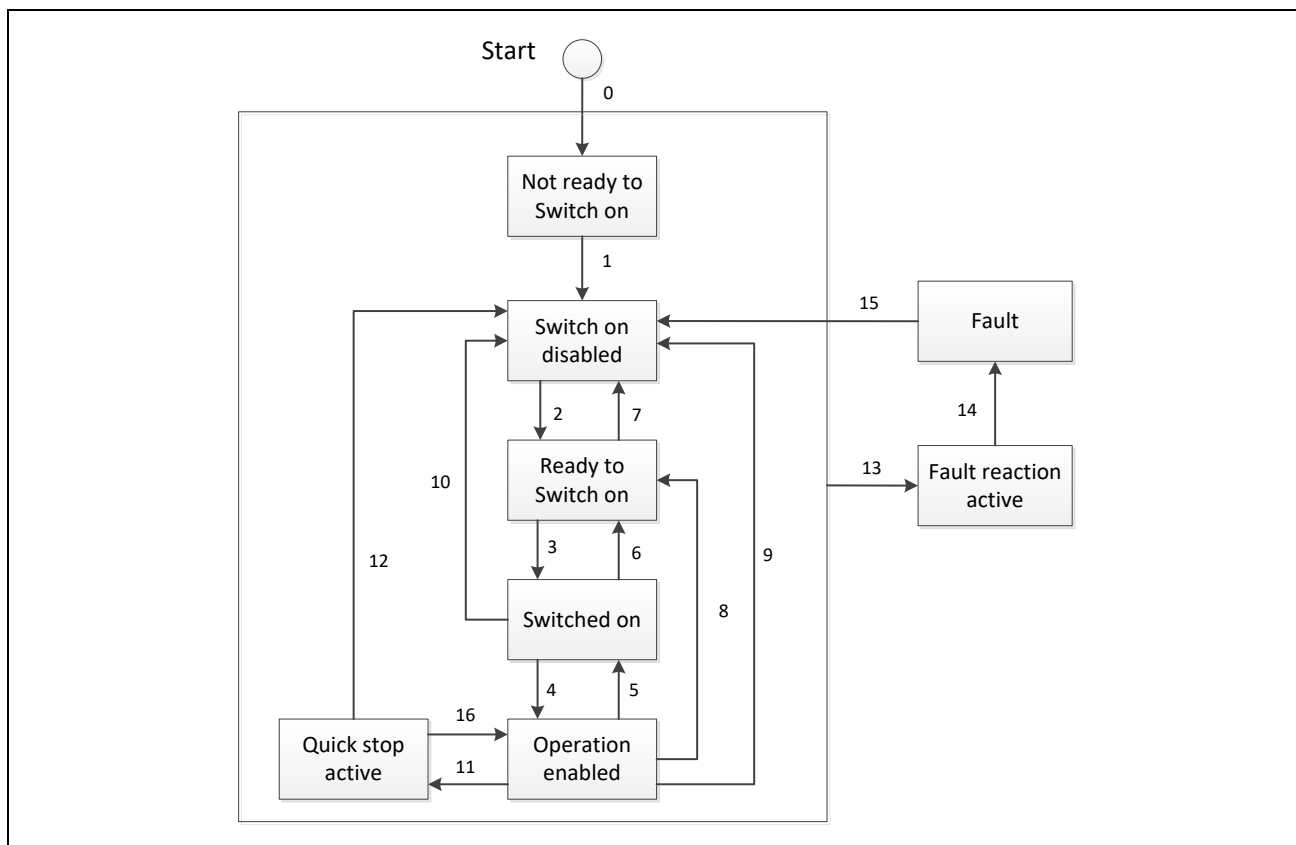 Start
0
Not ready to
Switch on
1
15
Switch on
disabled
Fault
2
7
14
Ready to
Switch on
10
13
Fault reaction
active
3
6
12
9
Switched on
8
4
5
16
Quick stop
active
11
Operation
enabled